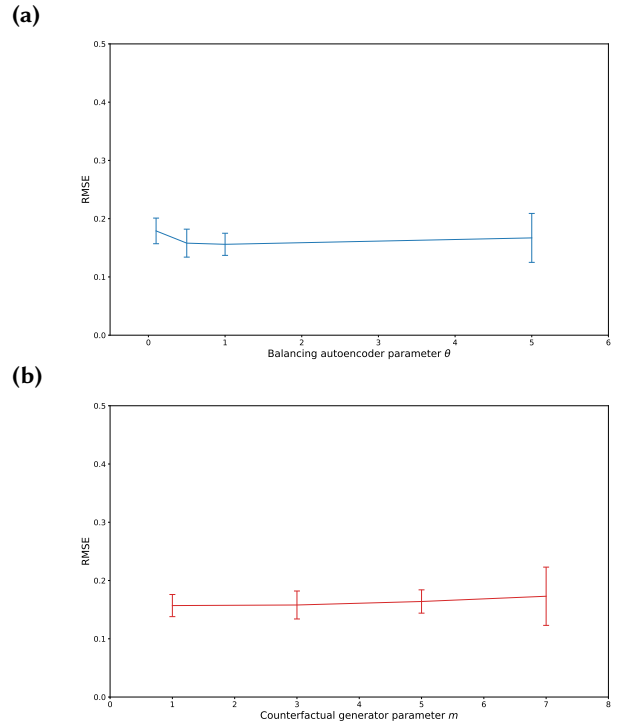 (a)
0.5
0.4
0.3
0.2
0.1
0.0
RMSE
0 1 2 3 4 5 6
Balancing autoencoder parameter θ
(b)
0.5
0.4
0.3
0.2
0.1
0.0
RMSE
0 1 2 3 4 5 6 7 8
Counterfactual generator parameter m